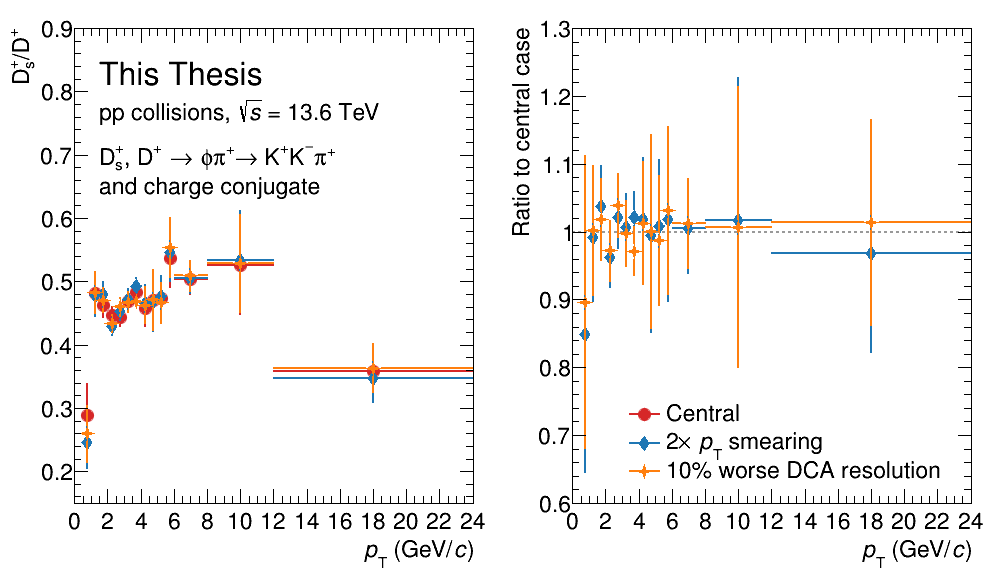 D_s^+/D^+
This Thesis
pp collisions, √s = 13.6 TeV
D_s^+, D^+ → ϕπ^+→ K^+K^−π^+
and charge conjugate
0.9
0.8
0.7
0.6
0.5
0.4
0.3
0.2
0 2 4 6 8 10 12 14 16 18 20 22 24
p_T (GeV/c)
Ratio to central case
1.3
1.2
1.1
1
0.9
0.8
0.7
0.6
Central
2× p_T smearing
10% worse DCA resolution
0 2 4 6 8 10 12 14 16 18 20 22 24
p_T (GeV/c)